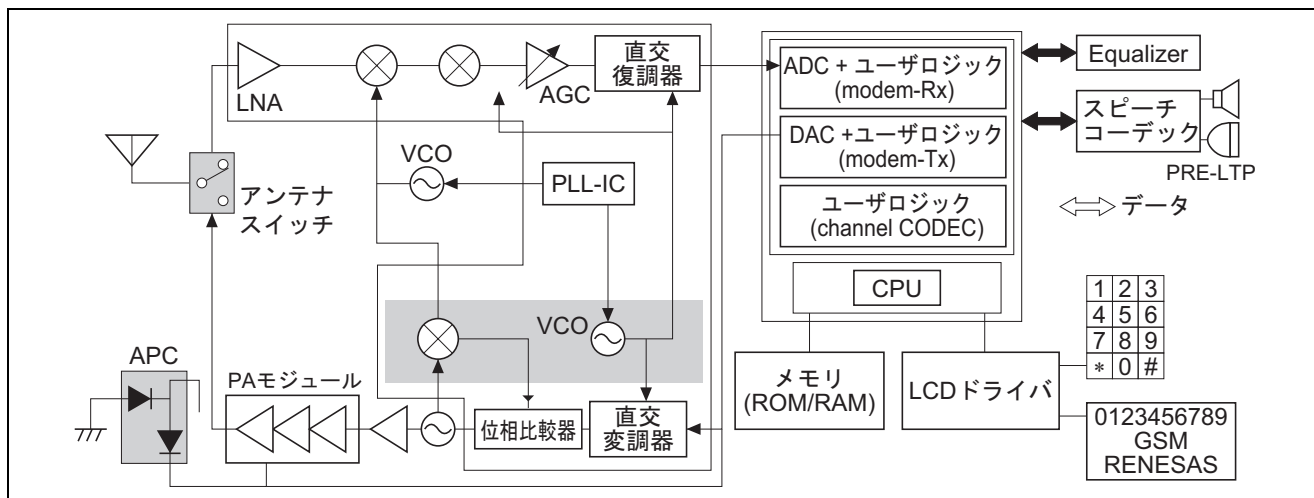 LNA
AGC
直交
復調器
ADC + ユーザロジック
(modem-Rx)
Equalizer
DAC +ユーザロジック
(modem-Tx)
スピーチ
コーデック
PRE-LTP
アンテナ
スイッチ
VCO
PLL-IC
ユーザロジック
(channel CODEC)
データ
CPU
1 2 3
4 5 6
7 8 9
* 0 #
VCO
APC
PAモジュール
位相比較器
直交
変調器
メモリ
(ROM/RAM)
LCDドライバ
0123456789
GSM
RENESAS